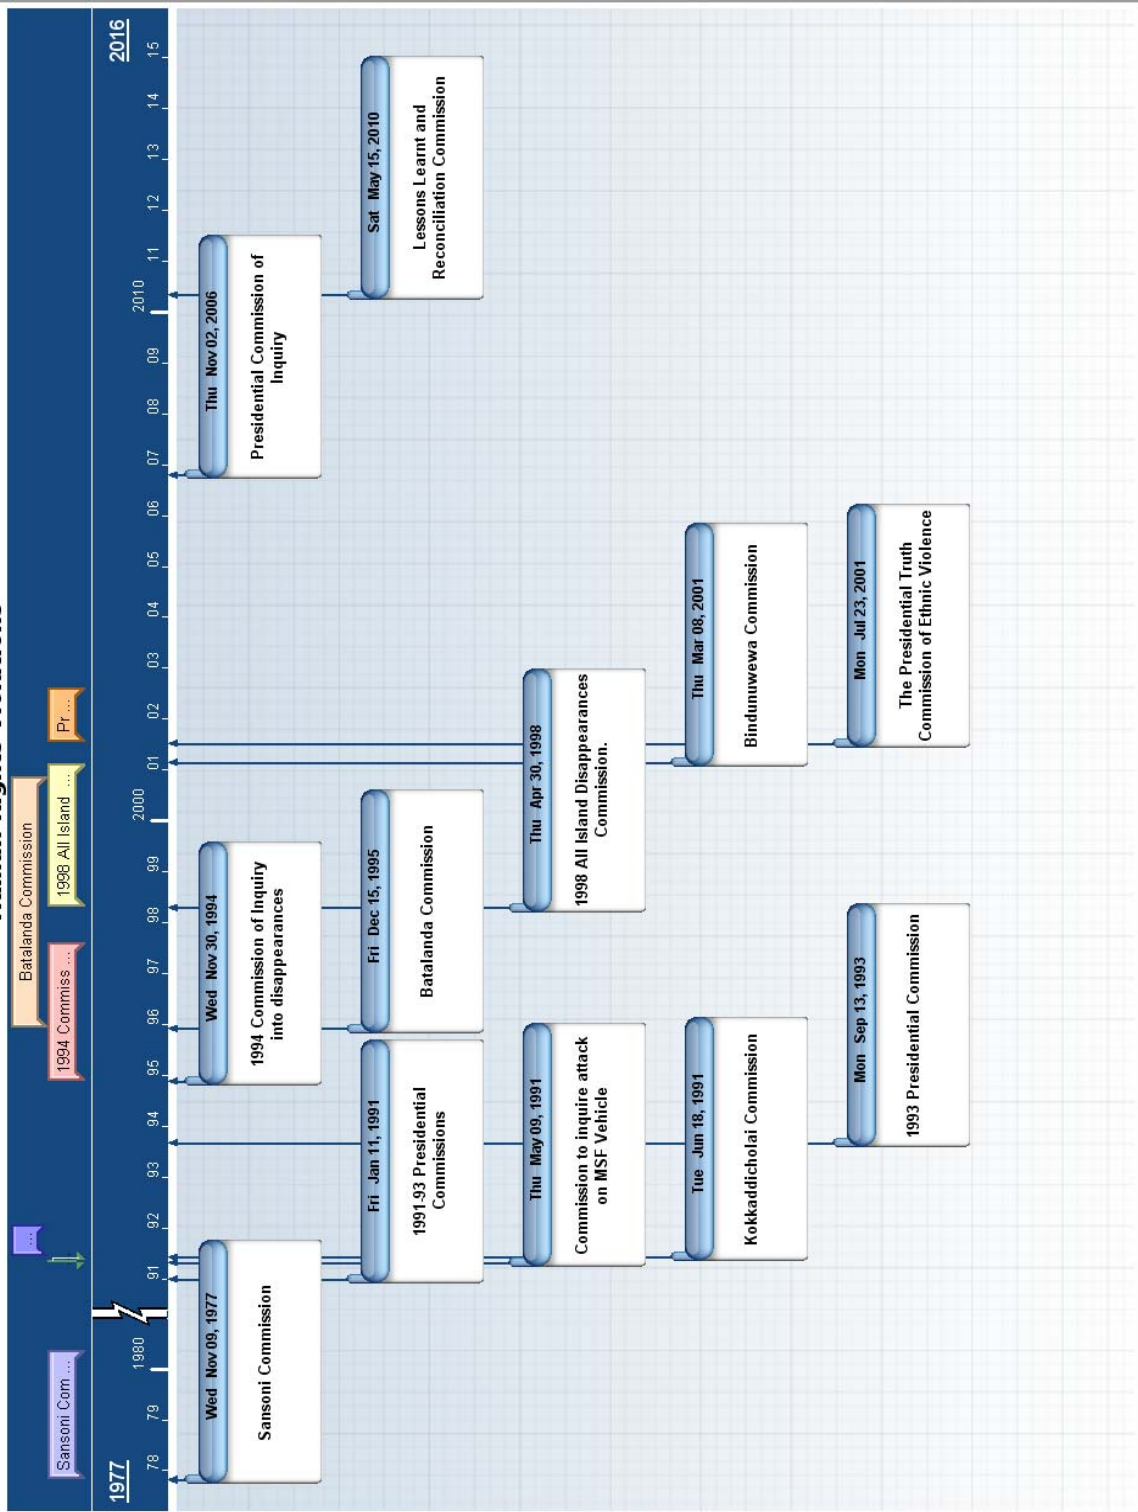 Batalanda Commission
Sansoni Com ...
...
1994 Commiss ...
1998 All Island ...
Pr ...
1977
2016
78
79
1980
91
92
93
94
95
96
97
98
99
2000
01
02
03
04
05
06
07
08
09
2010
11
12
13
14
15
Wed Nov 09, 1977
Sansoni Commission
Wed Nov 30, 1994
1994 Commission of Inquiry
into disappearances
Thu Nov 02, 2006
Presidential Commission of
Inquiry
Fri Jan 11, 1991
1991-93 Presidential
Commissions
Fri Dec 15, 1995
Batalanda Commission
Sat May 15, 2010
Lessons Learnt and
Reconciliation Commission
Thu May 09, 1991
Commission to inquire attack
on MSF Vehicle
Thu Apr 30, 1998
1998 All Island Disappearances
Commission.
Tue Jun 18, 1991
Kokkaddicholai Commission
Thu Mar 08, 2001
Bindunuwewa Commission
Mon Sep 13, 1993
1993 Presidential Commission
Mon Jul 23, 2001
The Presidential Truth
Commission of Ethnic Violence